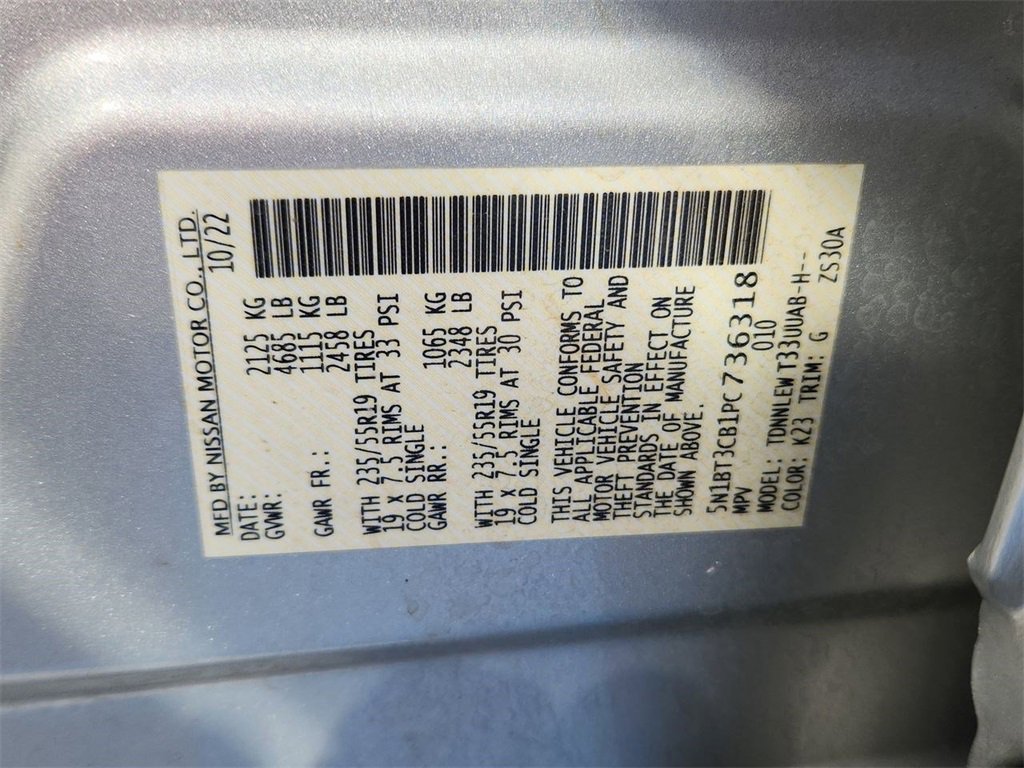 MFD BY NISSAN MOTOR CO., LTD.
DATE: 10/22
GVWR: 2125 KG
4685 LB
GAWR FR.: 1115 KG
2458 LB
WITH 235/55R19 TIRES
19 X 7.5 RIMS AT 33 PSI
COLD SINGLE
GAWR RR.: 1065 KG
2348 LB
WITH 235/55R19 TIRES
19 X 7.5 RIMS AT 30 PSI
COLD SINGLE
THIS VEHICLE CONFORMS TO
ALL APPLICABLE FEDERAL
MOTOR VEHICLE SAFETY AND
THEFT PREVENTION
STANDARDS IN EFFECT ON
THE DATE OF MANUFACTURE
SHOWN ABOVE.
5N1BT3CB1PC736318
MPV 010
MODEL: TDNNLEW T33UUAB-H--
COLOR: K23 TRIM: G ZS30A